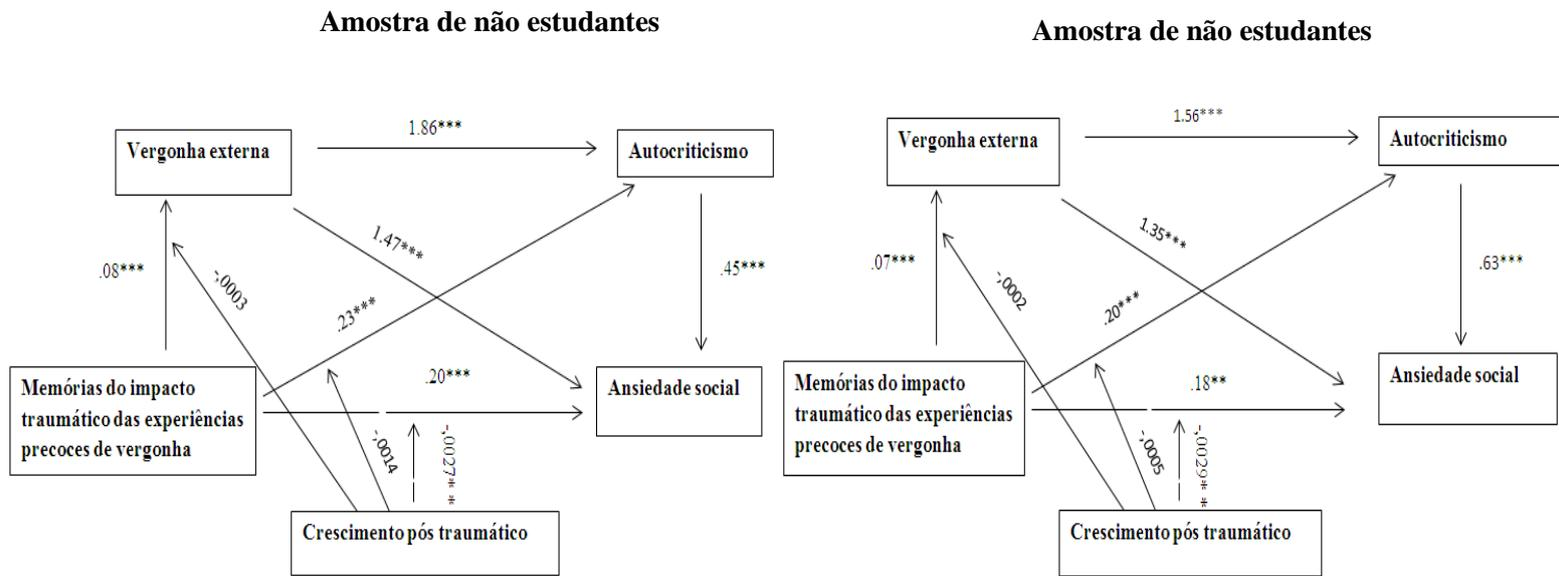 Amostra de não estudantes
Vergonha externa
1.86***
Autocriticismo
.08***
-,0003
.23***
1.47***
.45***
Memórias do impacto
traumático das experiências
precoces de vergonha
.20***
Ansiedade social
-,0014
-,0027**
Crescimento pós traumático
Amostra de não estudantes
Vergonha externa
1.56***
Autocriticismo
.07***
-,0002
.20***
1.35***
.63***
Memórias do impacto
traumático das experiências
precoces de vergonha
.18**
Ansiedade social
-,0005
-,0029**
Crescimento pós traumático